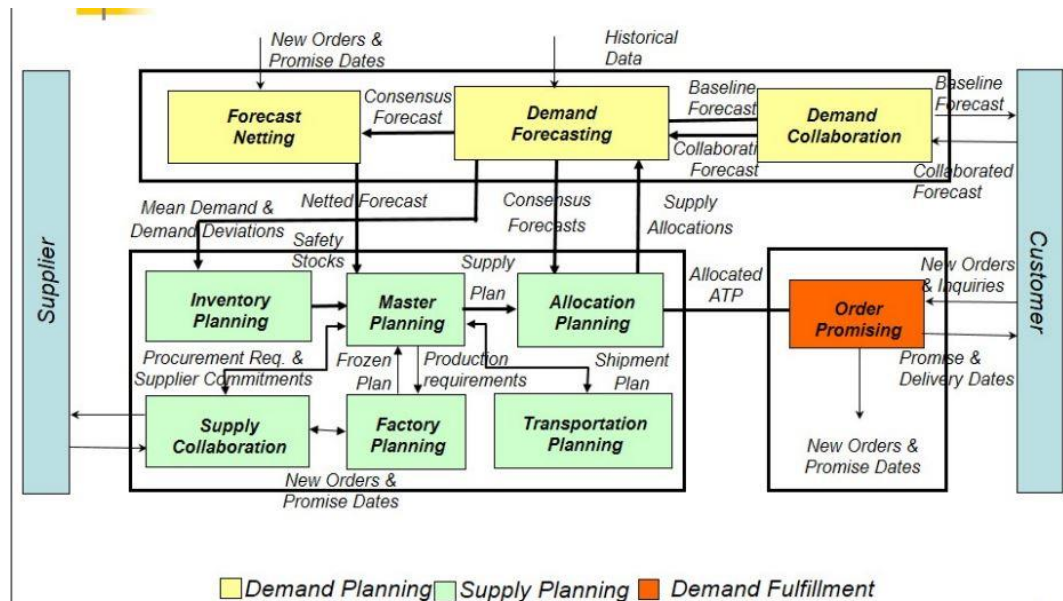 New Orders &
Promise Dates
Historical
Data
Supplier
Customer
Forecast
Netting
Consensus
Forecast
Demand
Forecasting
Baseline
Forecast
Collaborati
Forecast
Demand
Collaboration
Baseline
Forecast
Collaborated
Forecast
Mean Demand &
Demand Deviations
Netted Forecast
Consensus
Forecasts
Supply
Allocations
Safety
Stocks
Inventory
Planning
Master
Planning
Supply
Plan
Allocation
Planning
Allocated
ATP
Order
Promising
New Orders
& Inquiries
Promise &
Delivery Dates
New Orders &
Promise Dates
Procurement Req. &
Supplier Commitments
Frozen
Plan
Production
requirements
Shipment
Plan
Supply
Collaboration
Factory
Planning
Transportation
Planning
New Orders &
Promise Dates
Demand Planning
Supply Planning
Demand Fulfillment